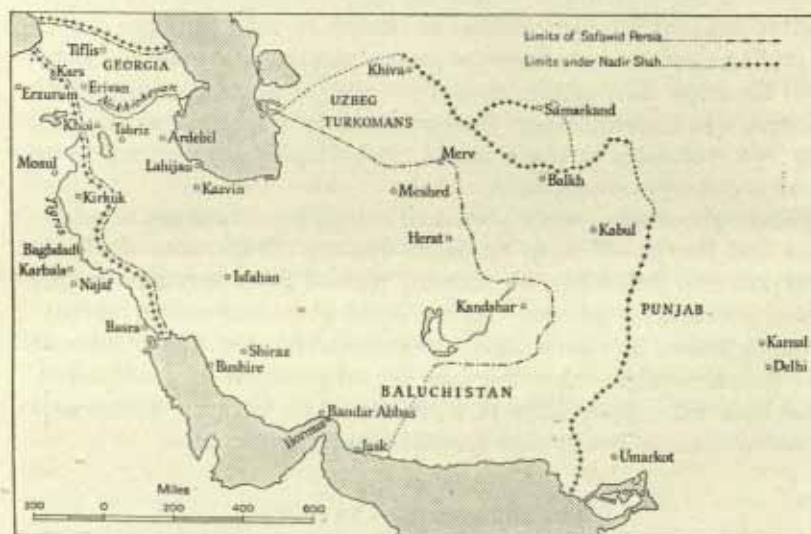 Limits of Safawid Persia
Limits under Nadir Shah
Tiflis
GEORGIA
Kars
Erzurum
Erivan
Nakhichevan
Khoi
Tabriz
Ardebil
Lahijan
Kazvin
Mosul
Kirkuk
Tigris
Baghdad
Karbala
Najaf
Isfahan
Basra
Shiraz
Bushire
Bandar Abbas
Hormuz
Jask
Khiva
UZBEG
TURKOMANS
Samarkand
Merv
Meshed
Balkh
Herat
Kabul
Kandahar
PUNJAB
Karnal
Delhi
BALUCHISTAN
Umarkot
Miles
200 0 200 400 600